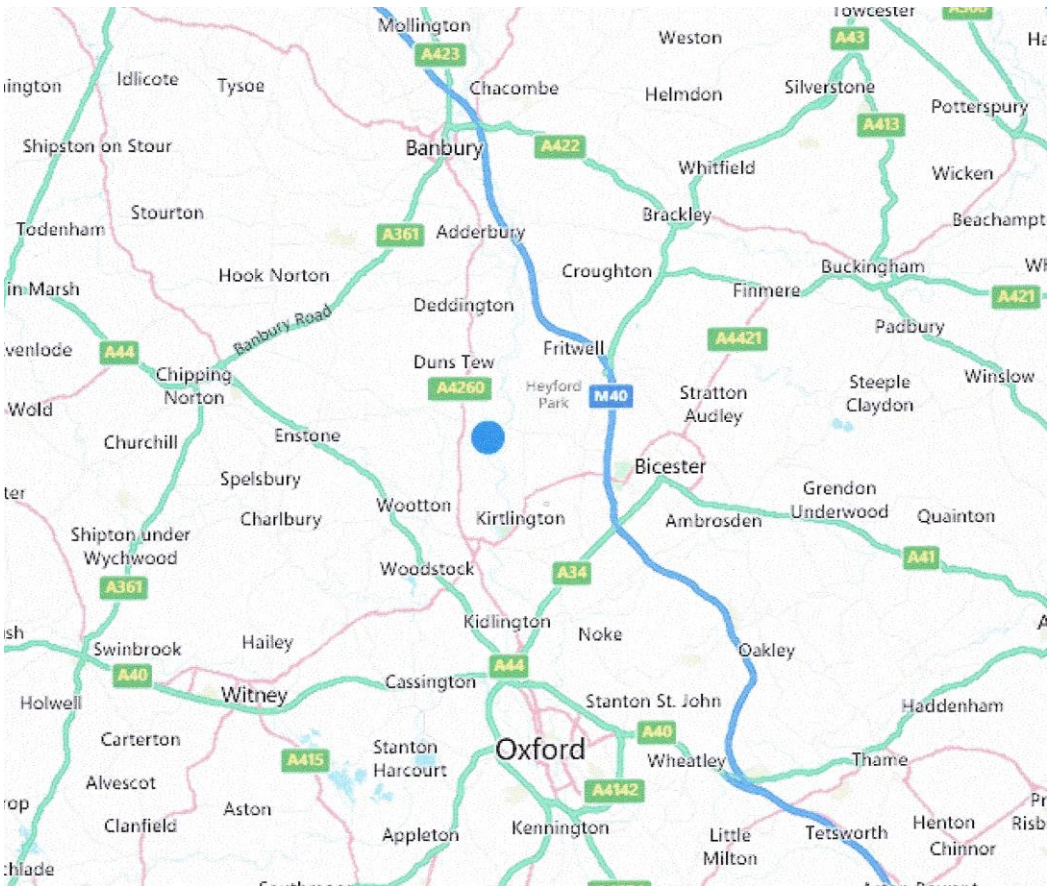 Mollington
Towcester
A423
Weston
A43
Idlicote
Tysoe
Chacombe
Helmdon
Silverstone
Potterspury
A413
Shipston on Stour
Banbury
A422
Whitfield
Wicken
Stourton
Todenham
A361
Adderbury
Brackley
Beachampt
Hook Norton
Croughton
Buckingham
in Marsh
Finmere
A421
Deddington
Banbury Road
Padbury
A44
Fritwell
A4421
Chipping
Norton
Duns Tew
A4260
Heyford
Park
M40
Stratton
Audley
Steeple
Claydon
Winslow
Wold
Churchill
Enstone
Bicester
Spelsbury
Grendon
Underwood
Wootton
Charlbury
Kirtlington
Ambrosden
Quainton
Shipton under
Wychwood
A41
Woodstock
A34
A361
Kidlington
Noke
Swinbrook
Hailey
Oakley
A40
A44
Witney
Cassington
Holwell
Stanton St. John
Haddenham
Carterton
A415
Stanton
Harcourt
Oxford
A40
Wheatley
Thame
Alvescot
Aston
A4142
Clanfield
Appleton
Kennington
Little
Milton
Tetsworth
Henton
Chinnor